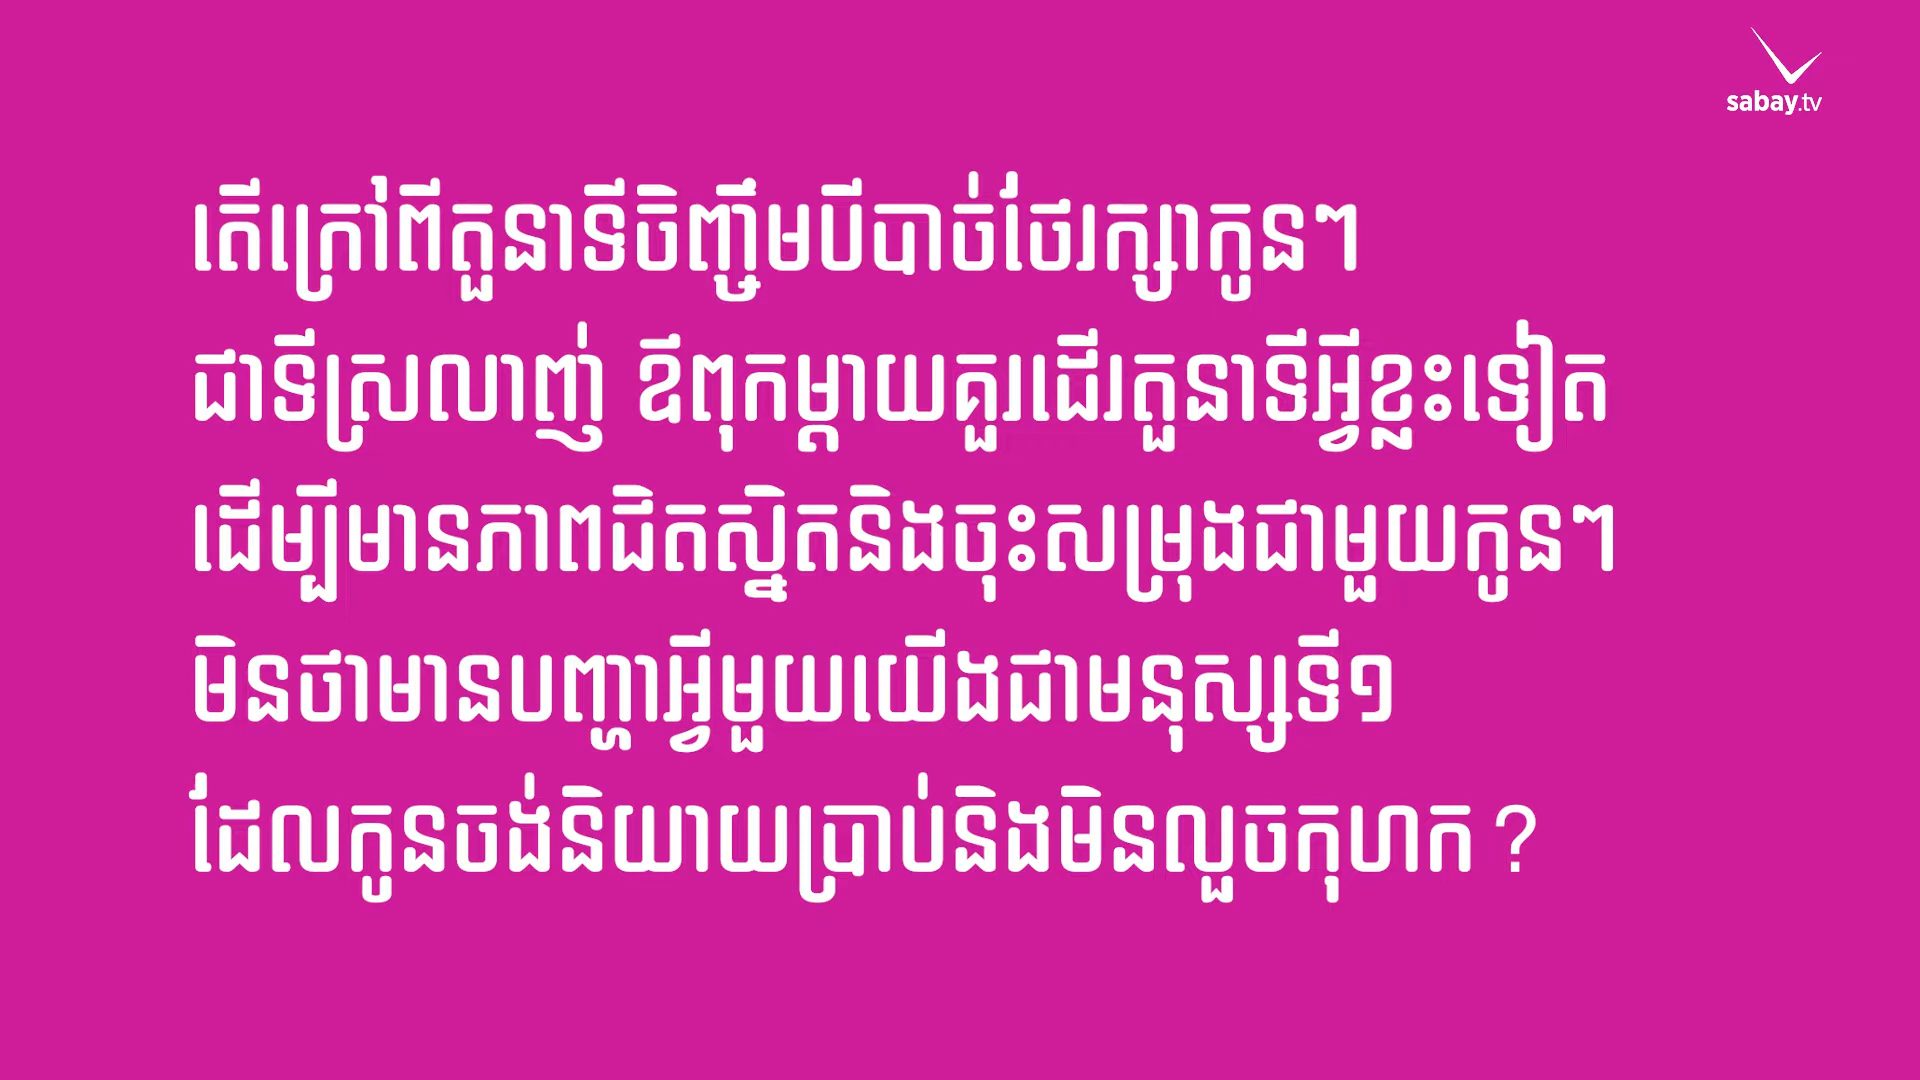 sabay.tv
តើក្រៅពីតួនាទីចិញ្ចឹមបីបាច់ថែរក្សាកូនៗ
ជាទីស្រលាញ់ ឪពុកម្តាយគួរដើរតួនាទីអ្វីខ្លះទៀត
ដើម្បីមានភាពជិតស្និតនិងចុះសម្រុងជាមួយកូនៗ
មិនថាមានបញ្ហាអ្វីមួយយើងជាមនុស្សទី១
ដែលកូនចង់និយាយប្រាប់និងមិនលួចកុហក ?